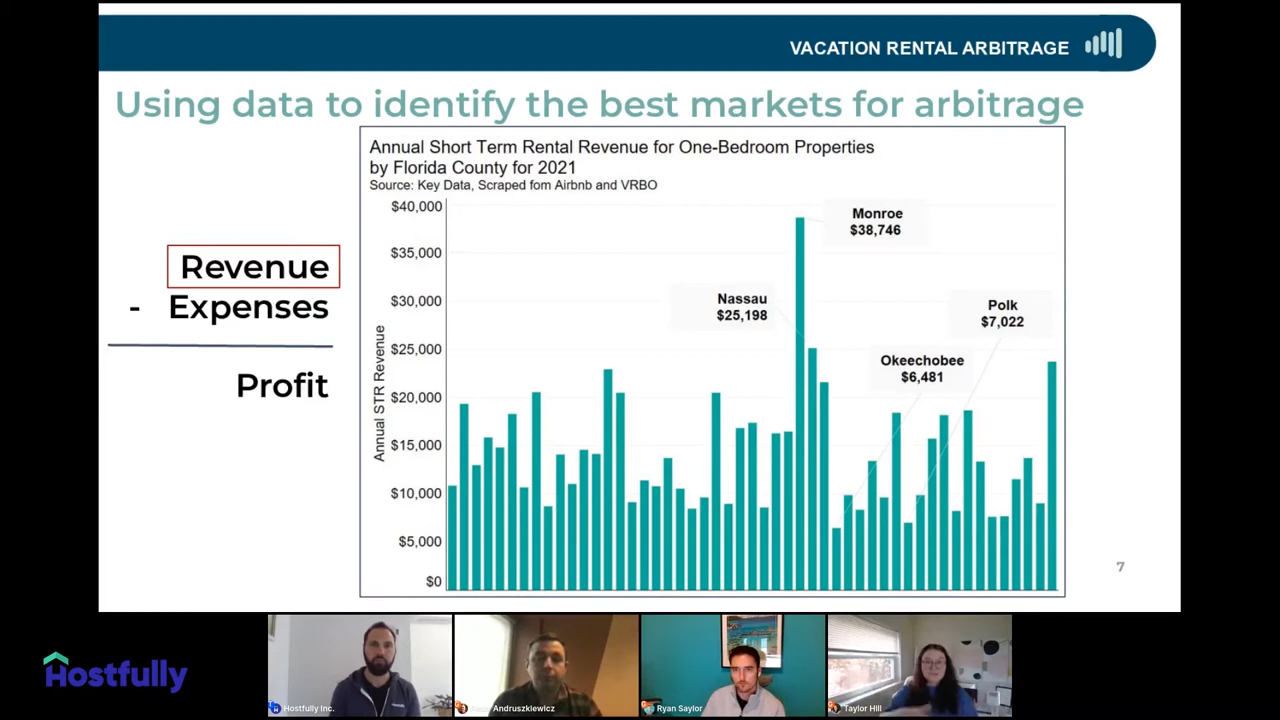 VACATION RENTAL ARBITRAGE
Using data to identify the best markets for arbitrage
Revenue
- Expenses
Profit
Annual Short Term Rental Revenue for One-Bedroom Properties
by Florida County for 2021
Source: Key Data, Scraped fom Airbnb and VRBO
Annual STR Revenue
$40,000
$35,000
$30,000
$25,000
$20,000
$15,000
$10,000
$5,000
$0
Monroe
$38,746
Nassau
$25,198
Polk
$7,022
Okeechobee
$6,481
7
Hostfully
Hostfully Inc.
Andruszkiewicz
Ryan Saylor
Taylor Hill